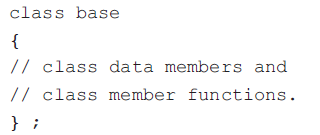 class base
{
// class data members and
// class member functions.
} ;